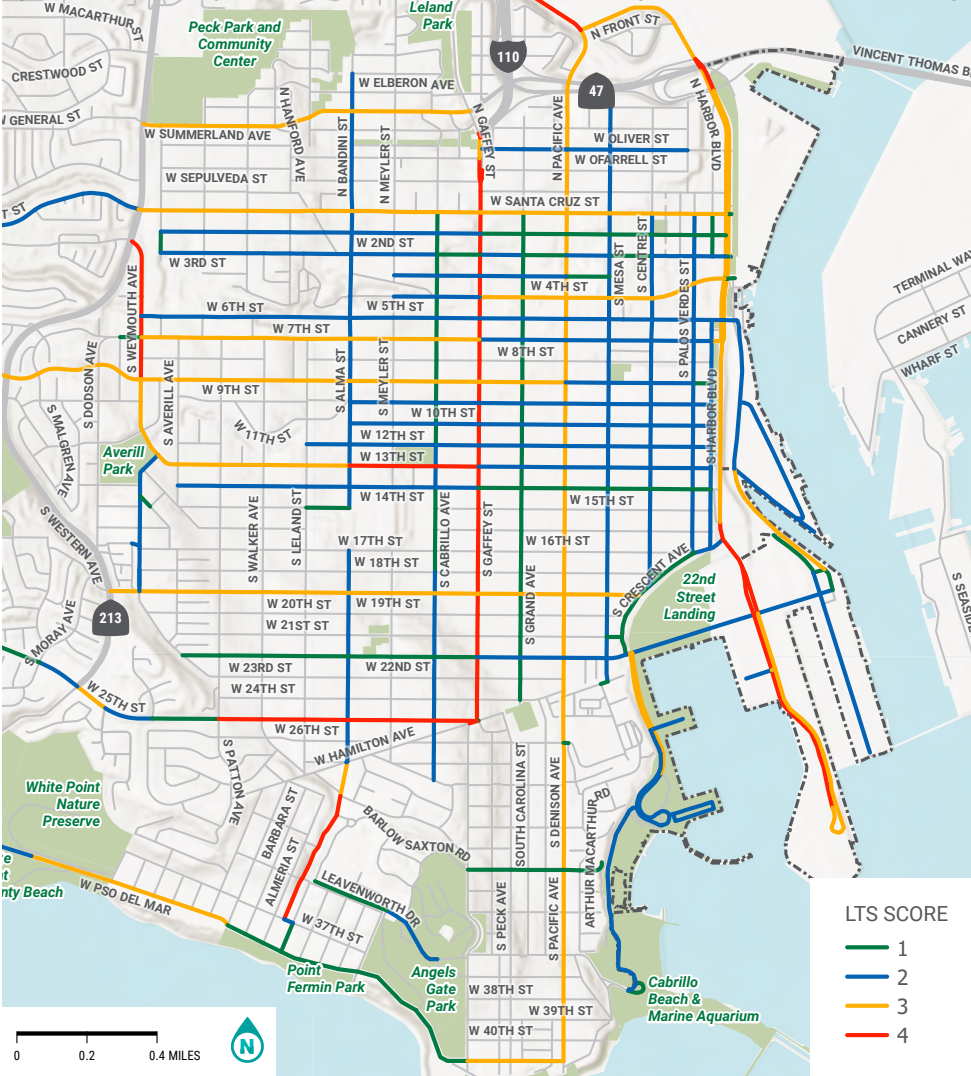 W MACARTHUR ST
Leland
Park
N FRONT ST
Peck Park and
Community
Center
110
VINCENT THOMAS B
CRESTWOOD ST
W ELBERON AVE
47
N HARBOR BLVD
N HANFORD AVE
N GAFFEY ST
N PACIFIC AVE
W GENERAL ST
W SUMMERLAND AVE
N BANDINI ST
N MEYLER ST
W OLIVER ST
W OFARRELL ST
W SEPULVEDA ST
W SANTA CRUZ ST
T ST
W 2ND ST
S CENTRE ST
W 3RD ST
S MESA ST
TERMINAL WAY
W 4TH ST
S WEYMOUTH AVE
S PALOS VERDES ST
W 6TH ST
W 5TH ST
CANNERY ST
W 7TH ST
W 8TH ST
WHARF ST
S DODSON AVE
S AVERILL AVE
S ALMA ST
S MEYLER ST
S HARBOR BLVD
W 9TH ST
W 10TH ST
S MALGREN AVE
W 11TH ST
W 12TH ST
Averill
Park
W 13TH ST
W 14TH ST
W 15TH ST
S WALKER AVE
S LELAND ST
S CABRILLO AVE
S GAFFEY ST
S WESTERN AVE
W 17TH ST
W 16TH ST
W 18TH ST
S CRESCENT AVE
S GRAND AVE
22nd
Street
Landing
S SEASID
213
W 20TH ST
W 19TH ST
S MORAY AVE
W 21ST ST
W 23RD ST
W 22ND ST
W 24TH ST
W 25TH ST
W 26TH ST
W HAMILTON AVE
S PATTON AVE
SOUTH CAROLINA ST
S DENISON AVE
White Point
Nature
Preserve
BARBARA ST
BARLOW SAXTON RD
ARTHUR MACARTHUR RD
ALMERIA ST
e
t
nty Beach
W PSO DEL MAR
LEAVENWORTH DR
S PECK AVE
S PACIFIC AVE
W 37TH ST
LTS SCORE
1
2
3
4
Point
Fermin Park
Angels
Gate
Park
W 38TH ST
Cabrillo
Beach &
Marine Aquarium
W 39TH ST
W 40TH ST
N
0 0.2 0.4 MILES